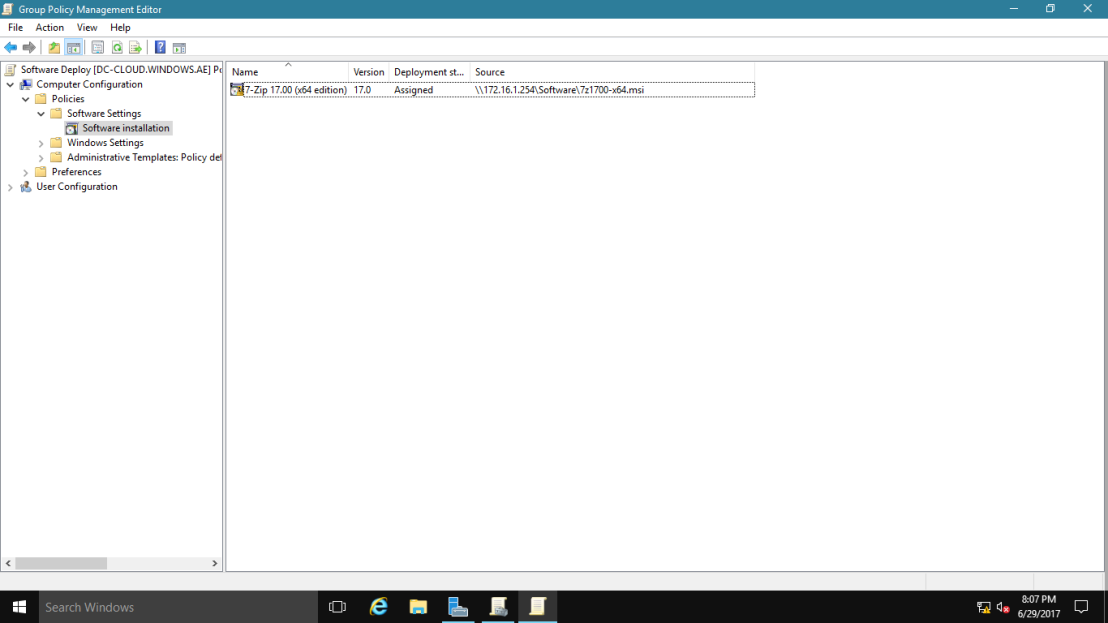 Group Policy Management Editor
File Action View Help
Software Deploy [DC-CLOUD.WINDOWS.AE]
Computer Configuration
Policies
Software Settings
Software installation
Windows Settings
Administrative Templates: Policy
Preferences
User Configuration
Name Version Deployment st... Source
7-Zip 17.00 (x64 edition) 17.0 Assigned \\172.16.1.254\Software\7z1700-x64.msi
Search Windows
8:07 PM
6/29/2017